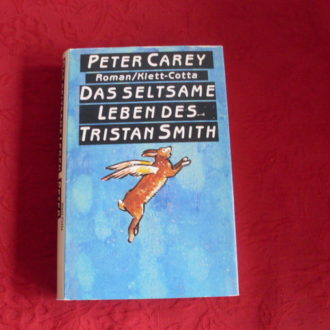 PETER CAREY
Roman/Klett-Cotta
DAS SELTSAME
LEBEN DES
TRISTAN SMITH